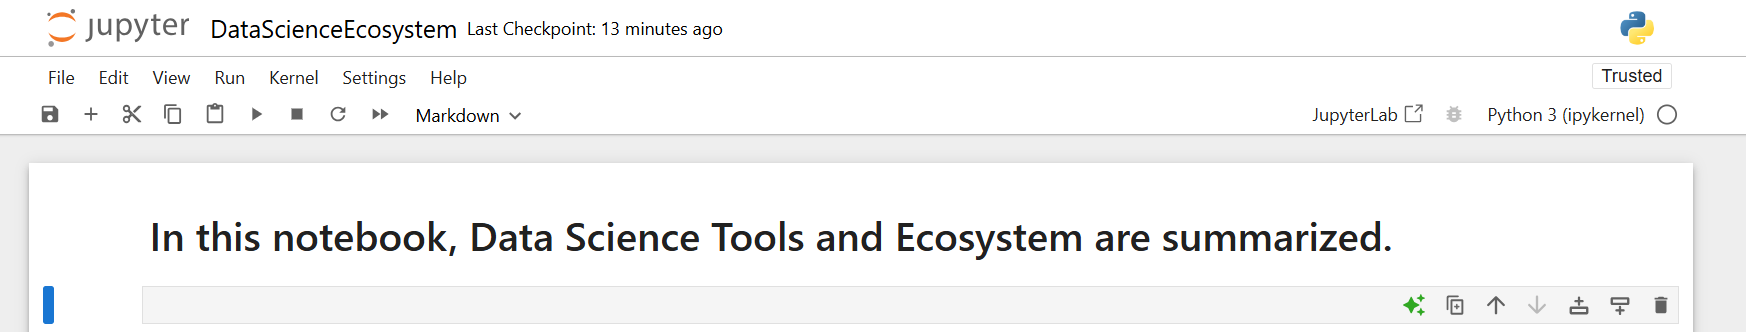 jupyter DataScienceEcosystem Last Checkpoint: 13 minutes ago
File Edit View Run Kernel Settings Help Trusted
Markdown JupyterLab Python 3 (ipykernel)
In this notebook, Data Science Tools and Ecosystem are summarized.